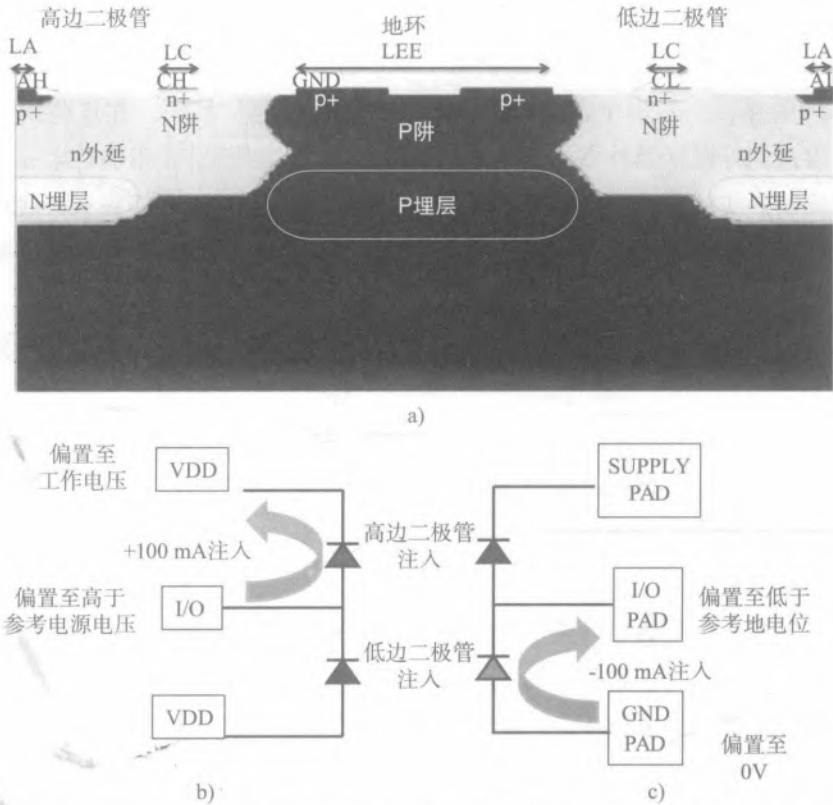 高边二极管
地环
低边二极管
LA
LC
LEE
LC
LA
AH
CH
GND
CL
AL
p+
n+
p+
p+
n+
p+
N阱
P阱
N阱
n外延
n外延
N埋层
P埋层
N埋层
a)
偏置至
工作电压
VDD
SUPPLY
PAD
+100 mA注入
高边二极管
注入
偏置至高于
参考电源电压
I/O
I/O
PAD
偏置至低于
参考地电位
低边二极管
注入
-100 mA注入
VDD
GND
PAD
偏置至
0V
b)
c)